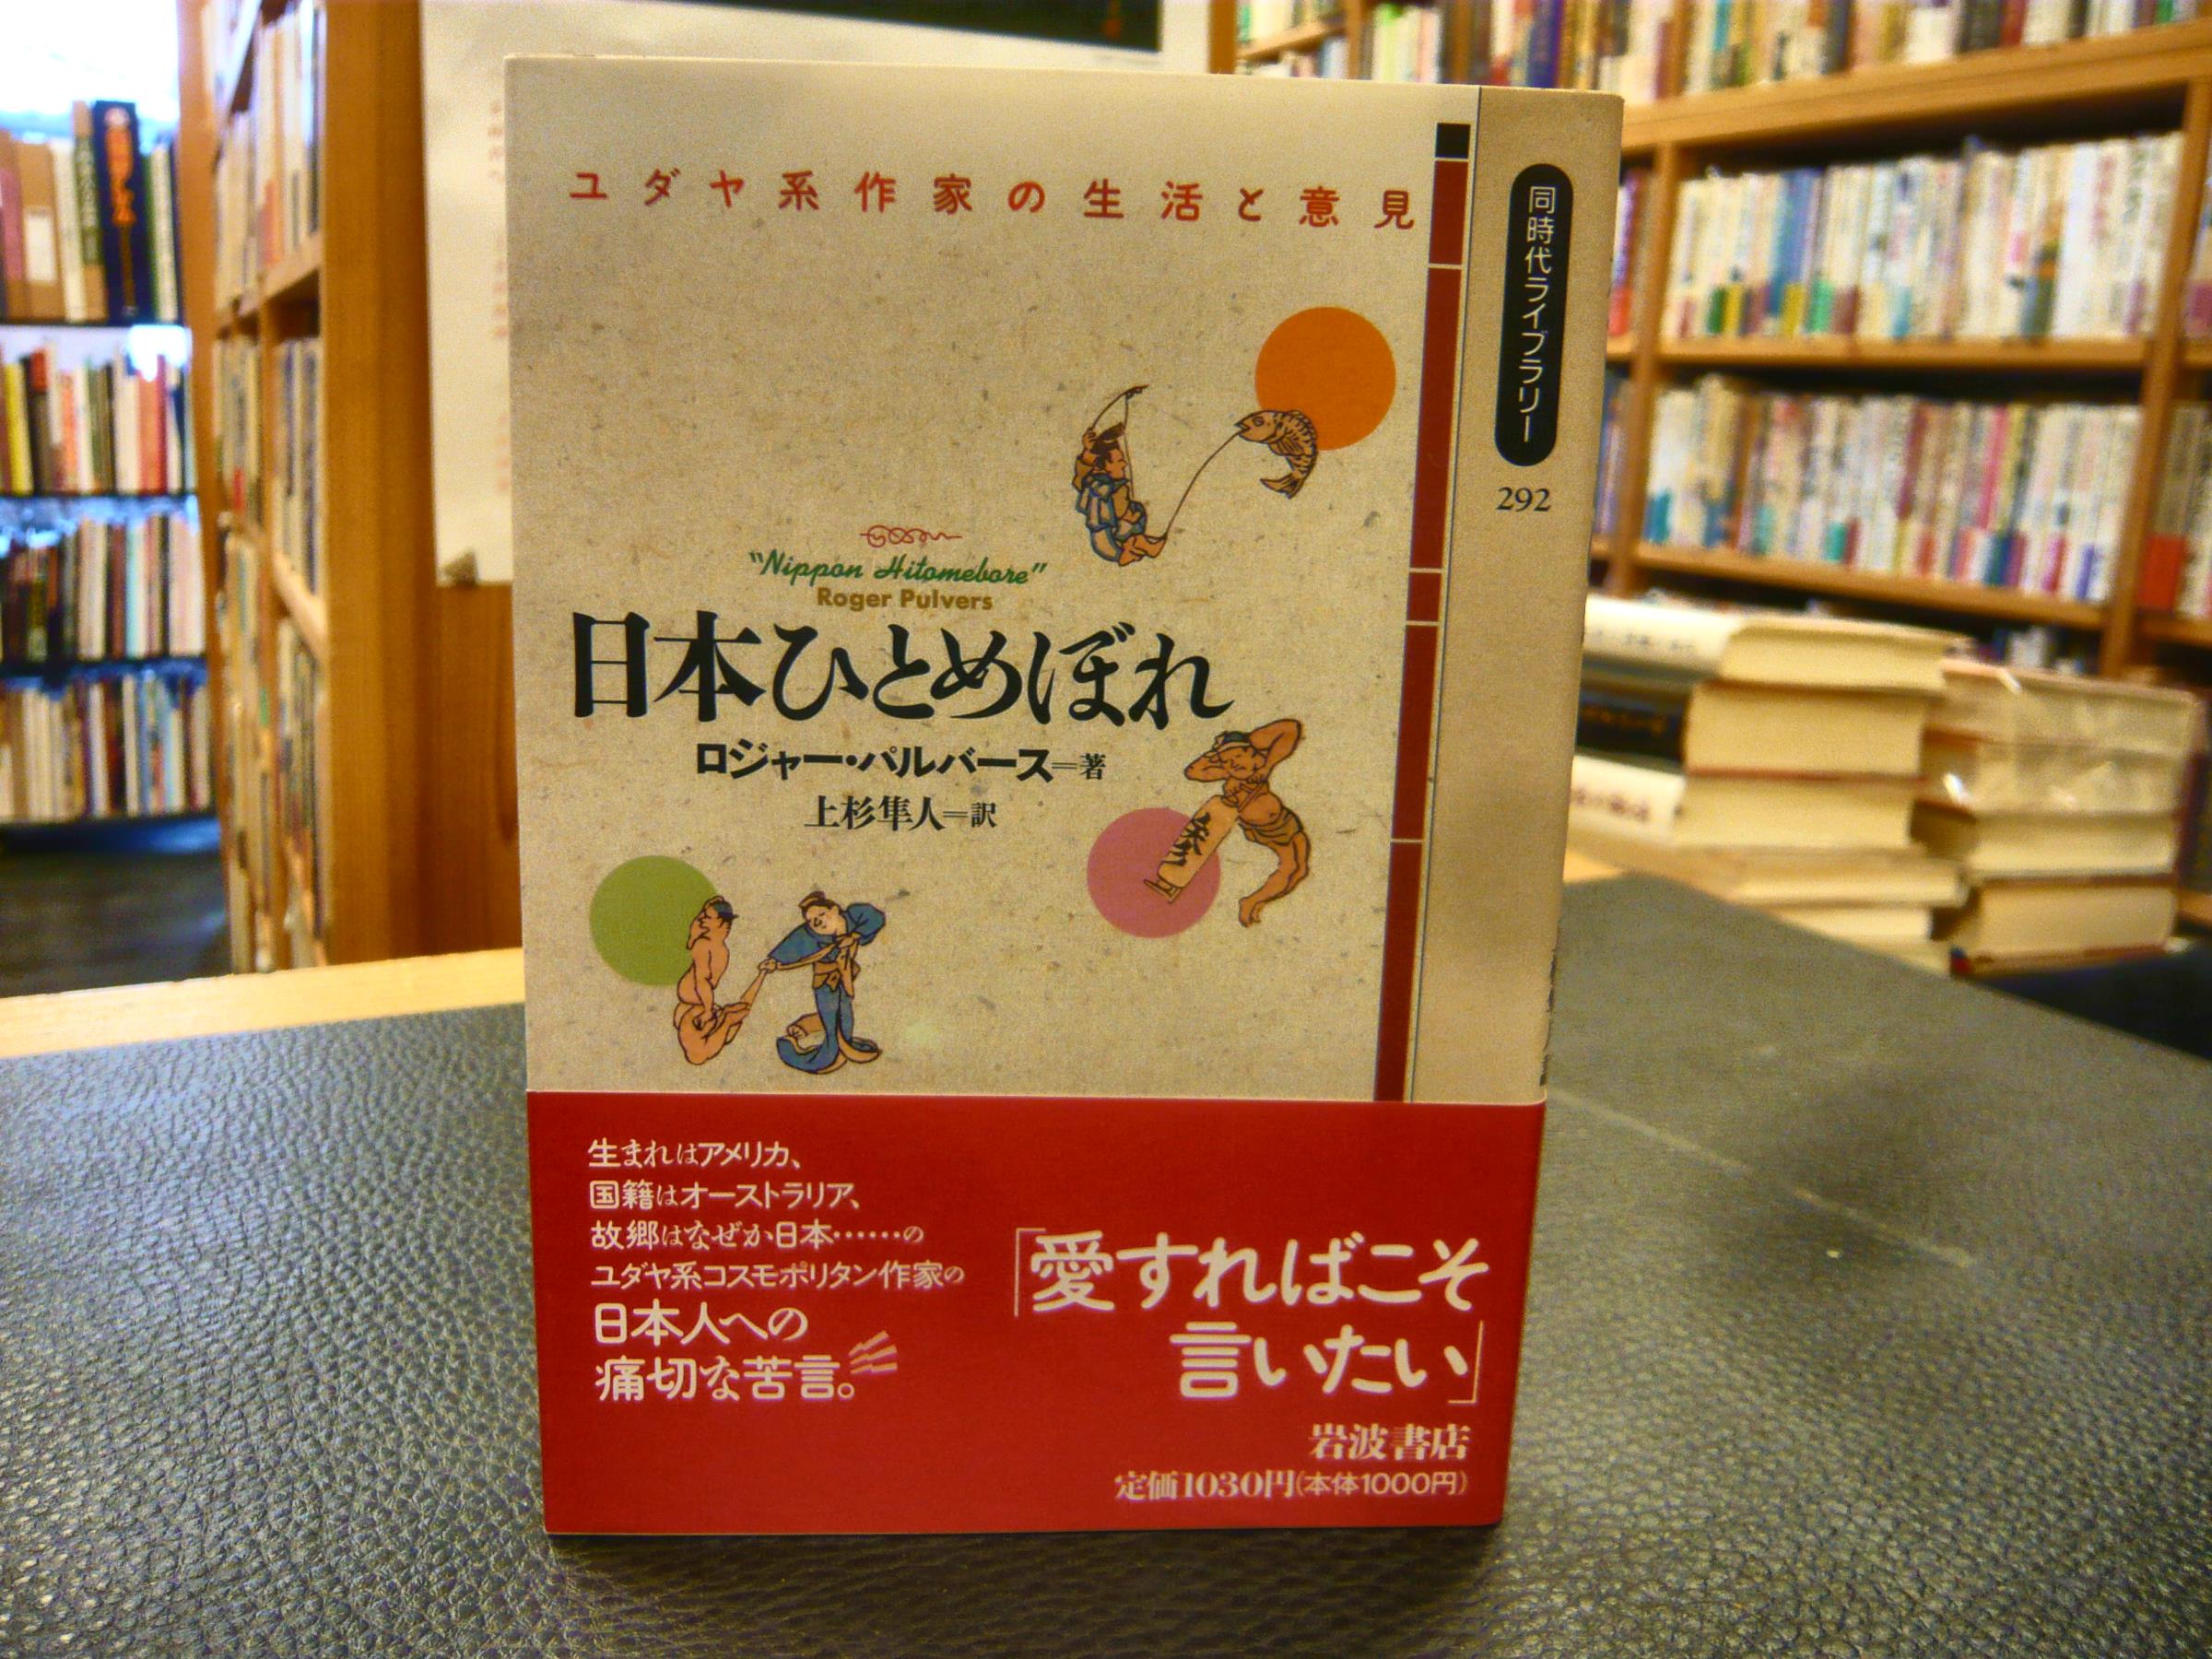 ユダヤ系作家の生活と意見
"Nippon Hitomebore"
Roger Pulvers
日本ひとめぼれ
ロジャー・パルバース=著
上杉隼人=訳
生まれはアメリカ、
国籍はオーストラリア、
故郷はなぜか日本……の
ユダヤ系コスモポリタン作家の
日本人への
痛切な苦言。
「愛すればこそ
言いたい」
岩波書店
定価1030円(本体1000円)
同時代ライブラリー
292